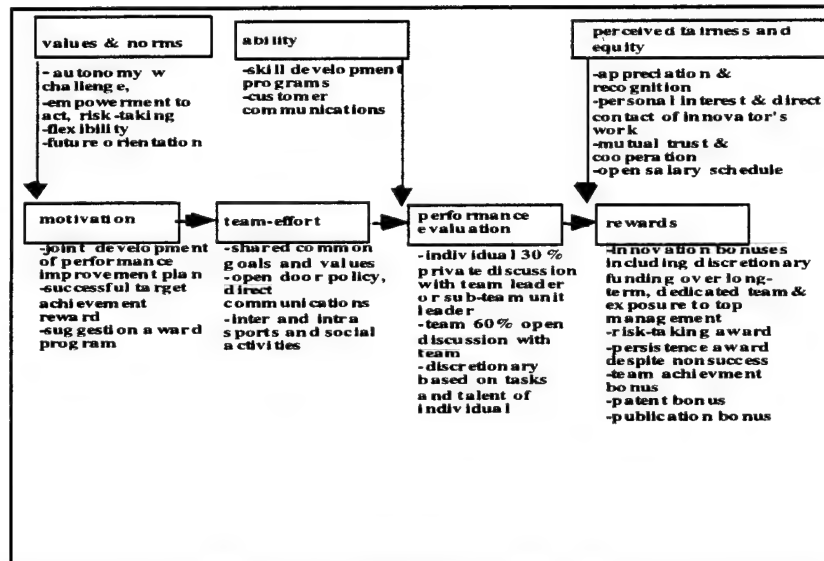 values & norms
- autonomy w
challenge,
-empowerment to
act, risk-taking
-flexibility
-future orientation
ability
-skill development
programs
-customer
communications
perceived fairness and
equity
-appreciation &
recognition
-personal interest & direct
contact of innovator's
work
-mutual trust &
cooperation
-open salary schedule
motivation
-joint development
of performance
improvement plan
-successful target
achievement
reward
-suggestion award
program
team-effort
-shared common
goals and values
-open door policy,
direct
communications
-inter and intra
sports and social
activities
performance
evaluation
-individual 30 %
private discussion
with team leader
or sub-team unit
leader
-team 60% open
discussion with
team
-discretionary
based on tasks
and talent of
individual
rewards
-innovation bonuses
including discretionary
funding over long-
term, dedicated team &
exposure to top
management
-risk-taking award
-persistence award
despite nonsuccess
-team achievment
bonus
-patent bonus
-publication bonus